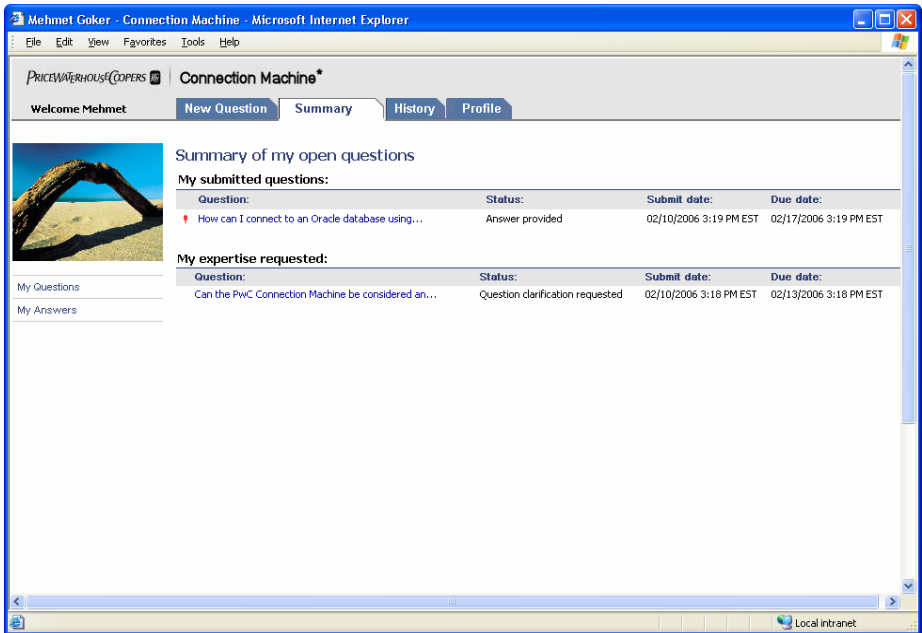 Mehmet Goker - Connection Machine - Microsoft Internet Explorer
File Edit View Favorites Tools Help
PRICEWATERHOUSECOOPERS Connection Machine*
Welcome Mehmet New Question Summary History Profile
Summary of my open questions
My submitted questions:
Question: Status: Submit date: Due date:
How can I connect to an Oracle database using... Answer provided 02/10/2006 3:19 PM EST 02/17/2006 3:19 PM EST
My expertise requested:
Question: Status: Submit date: Due date:
Can the PwC Connection Machine be considered an... Question clarification requested 02/10/2006 3:18 PM EST 02/13/2006 3:18 PM EST
My Questions
My Answers
Local intranet